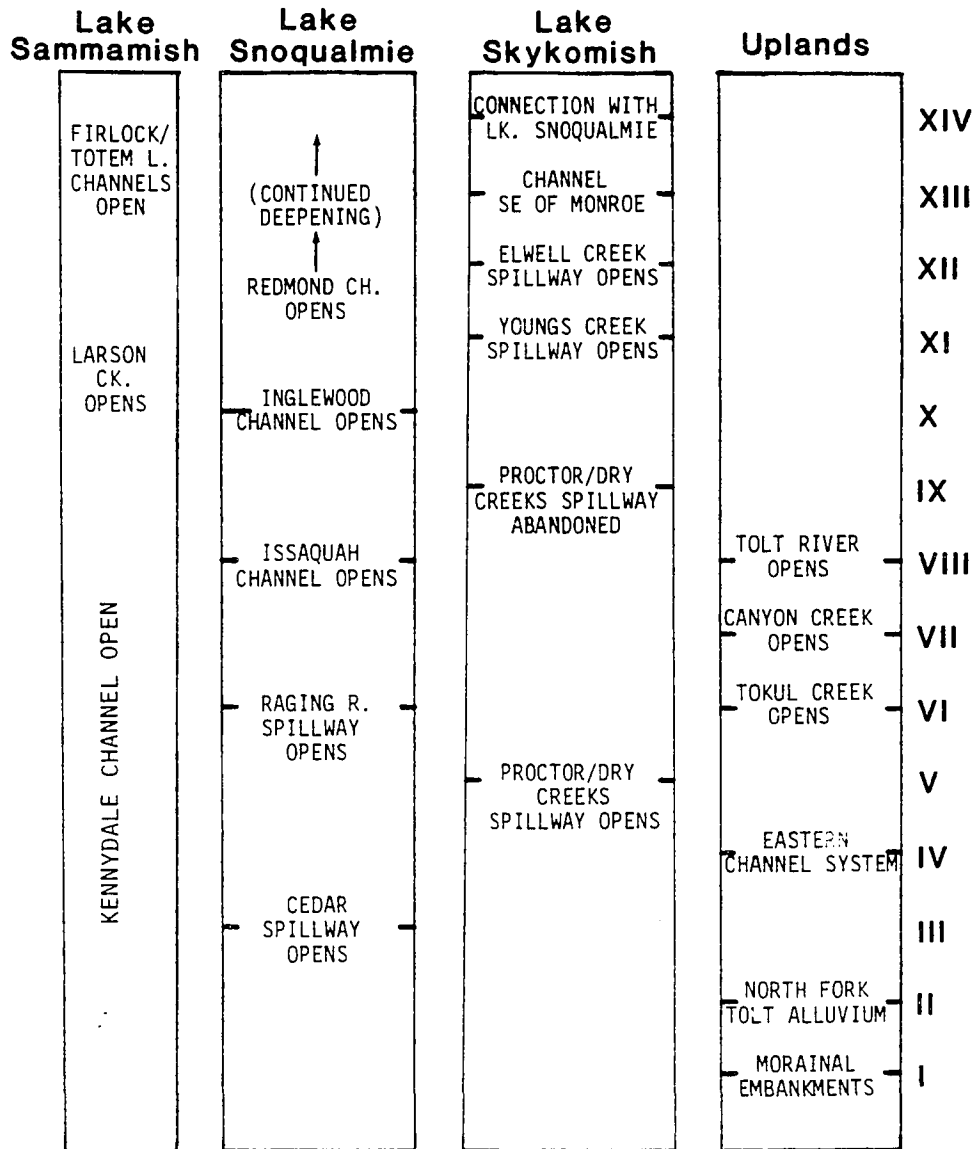 Lake
Sammamish
Lake
Snoqualmie
Lake
Skykomish
Uplands
FIRLOCK/
TOTEM L.
CHANNELS
OPEN
LARSON
CK.
OPENS
KENNYDALE CHANNEL OPEN
(CONTINUED
DEEPENING)
REDMOND CH.
OPENS
INGLEWOOD
CHANNEL OPENS
ISSAQUAH
CHANNEL OPENS
RAGING R.
SPILLWAY
OPENS
CEDAR
SPILLWAY
OPENS
CONNECTION WITH
LK. SNOQUALMIE
CHANNEL
SE OF MONROE
ELWELL CREEK
SPILLWAY OPENS
YOUNGS CREEK
SPILLWAY OPENS
PROCTOR/DRY
CREEKS SPILLWAY
ABANDONED
PROCTOR/DRY
CREEKS
SPILLWAY OPENS
TOLT RIVER
OPENS
CANYON CREEK
OPENS
TOKUL CREEK
OPENS
EASTERN
CHANNEL SYSTEM
NORTH FORK
TOLT ALLUVIUM
MORAINAL
EMBANKMENTS
XIV
XIII
XII
XI
X
IX
VIII
VII
VI
V
IV
III
II
I